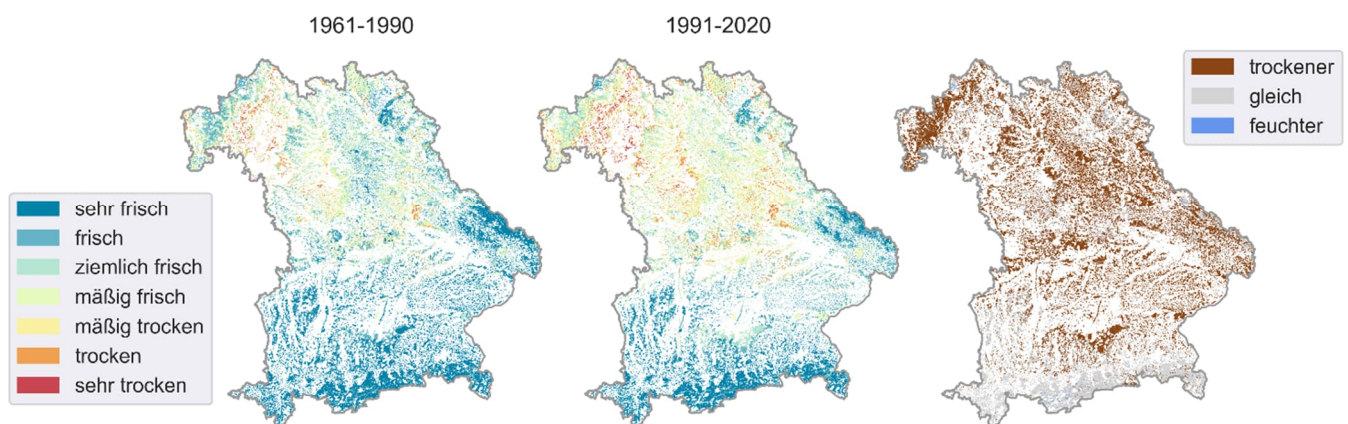 1961-1990
1991-2020
trockener
gleich
feuchter
sehr frisch
frisch
ziemlich frisch
mäßig frisch
mäßig trocken
trocken
sehr trocken